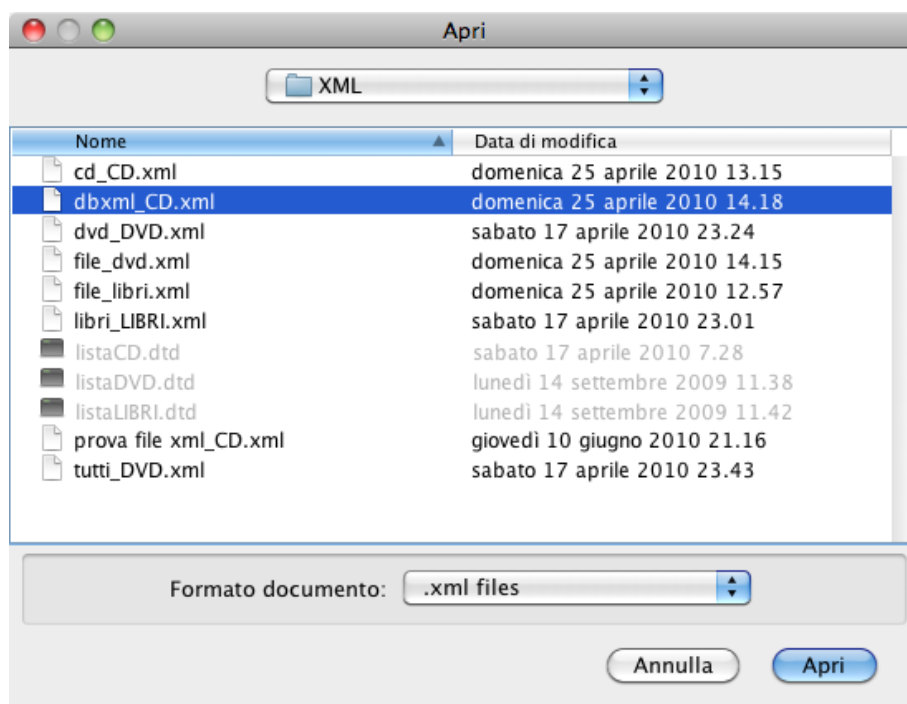 Apri
XML
Nome Data di modifica
cd_CD.xml domenica 25 aprile 2010 13.15
dbxml_CD.xml domenica 25 aprile 2010 14.18
dvd_DVD.xml sabato 17 aprile 2010 23.24
file_dvd.xml domenica 25 aprile 2010 14.15
file_libri.xml domenica 25 aprile 2010 12.57
libri_LIBRI.xml sabato 17 aprile 2010 23.01
listaCD.dtd sabato 17 aprile 2010 7.28
listaDVD.dtd lunedì 14 settembre 2009 11.38
listaLIBRI.dtd lunedì 14 settembre 2009 11.42
prova file xml_CD.xml giovedì 10 giugno 2010 21.16
tutti_DVD.xml sabato 17 aprile 2010 23.43
Formato documento: .xml files
Annulla Apri